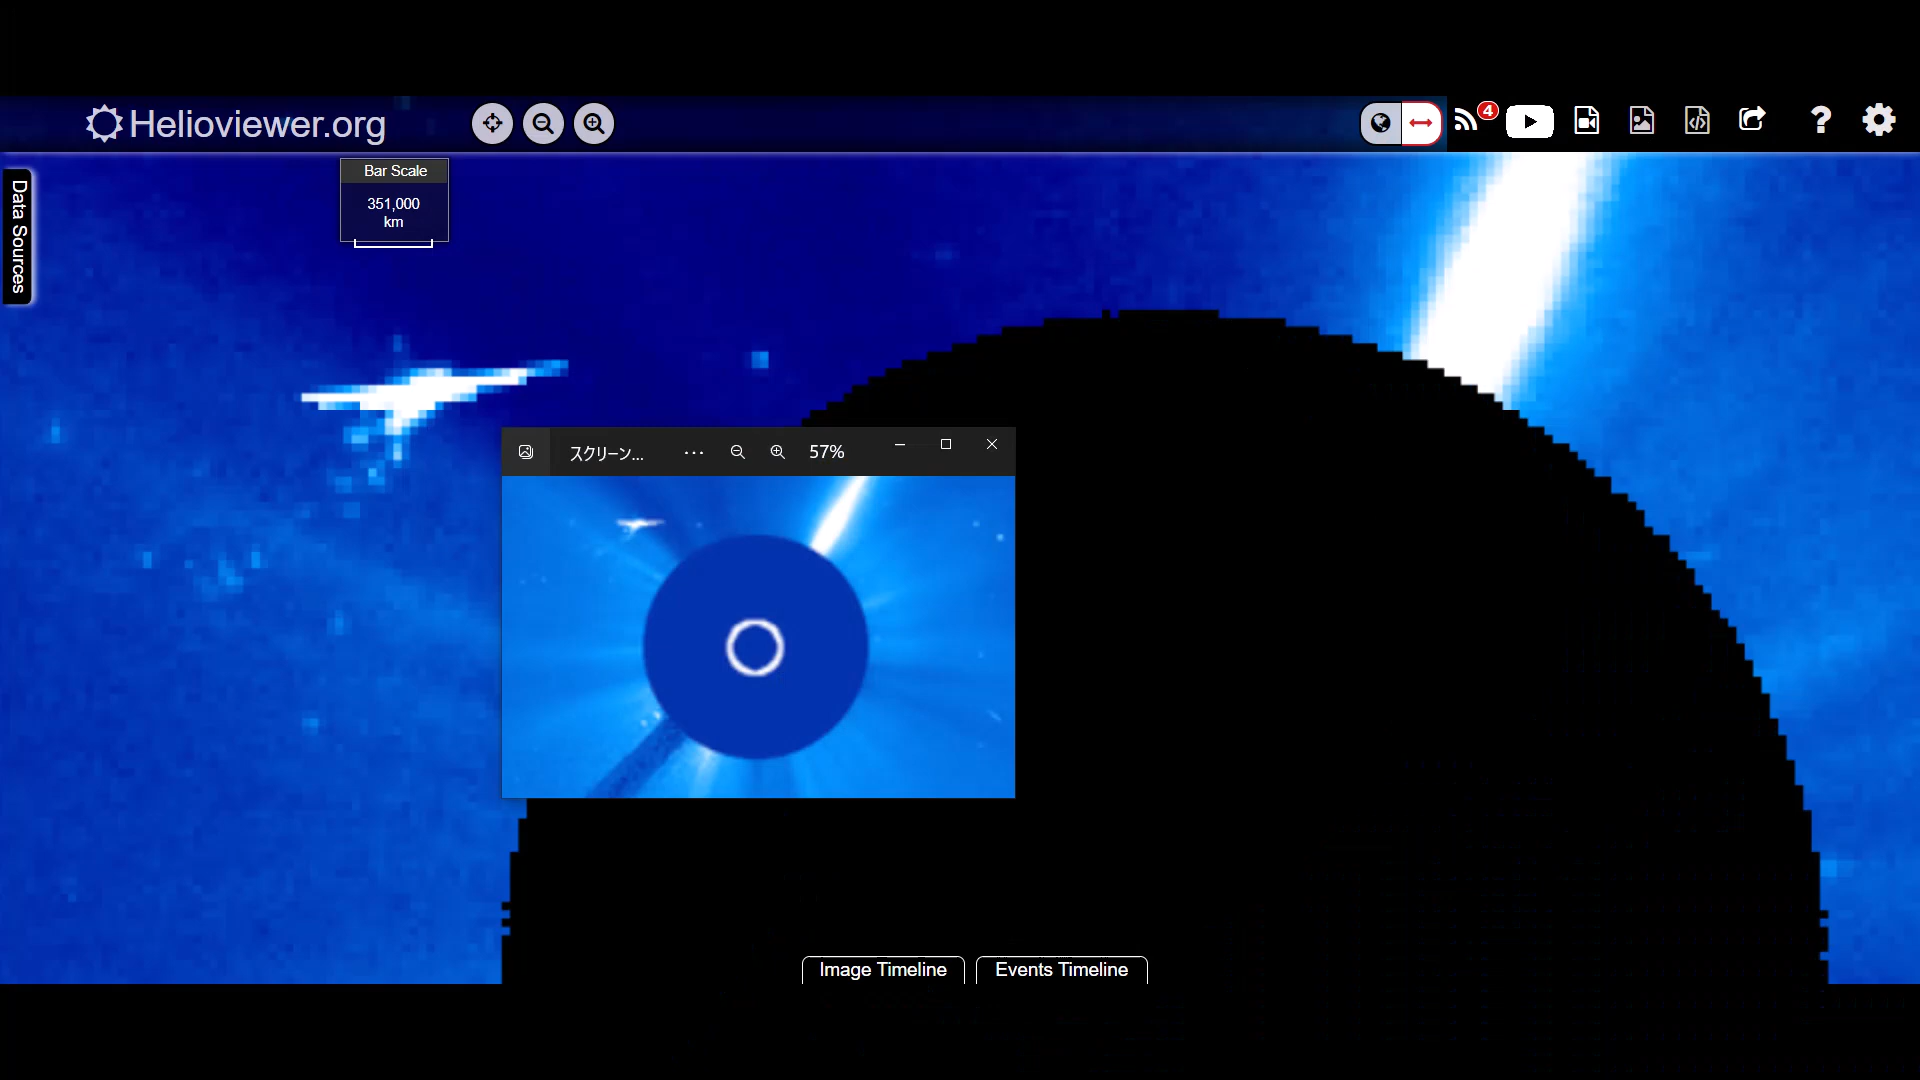 Helioviewer.org
4
?
Bar Scale
351,000
km
Data Sources
スクリーン...
57%
Image Timeline
Events Timeline